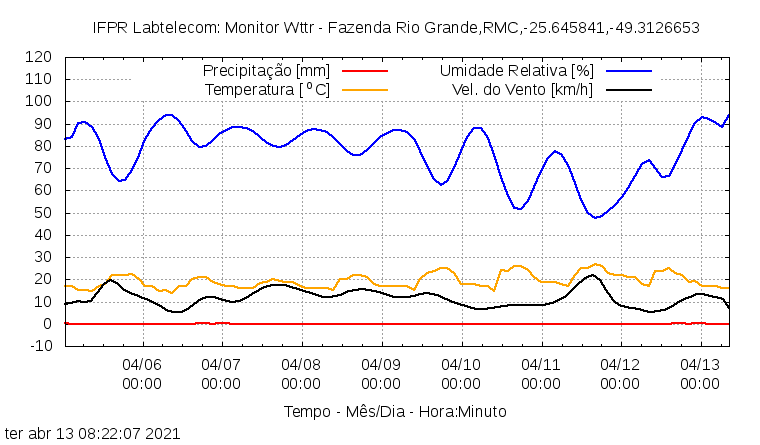 IFPR Labtelecom: Monitor Wttr - Fazenda Rio Grande,RMC,-25.645841,-49.3126653
120
110
100
90
80
70
60
50
40
30
20
10
0
-10
Precipitação [mm]
Temperatura [⁰C]
Umidade Relativa [%]
Vel. do Vento [km/h]
04/06 04/07 04/08 04/09 04/10 04/11 04/12 04/13
00:00 00:00 00:00 00:00 00:00 00:00 00:00 00:00
Tempo - Mês/Dia - Hora:Minuto
ter abr 13 08:22:07 2021